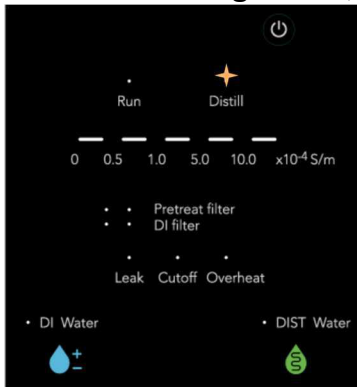 Run Distill
0 0.5 1.0 5.0 10.0 x10⁻⁴ S/m
Pretreat filter
DI filter
Leak Cutoff Overheat
DI Water DIST Water